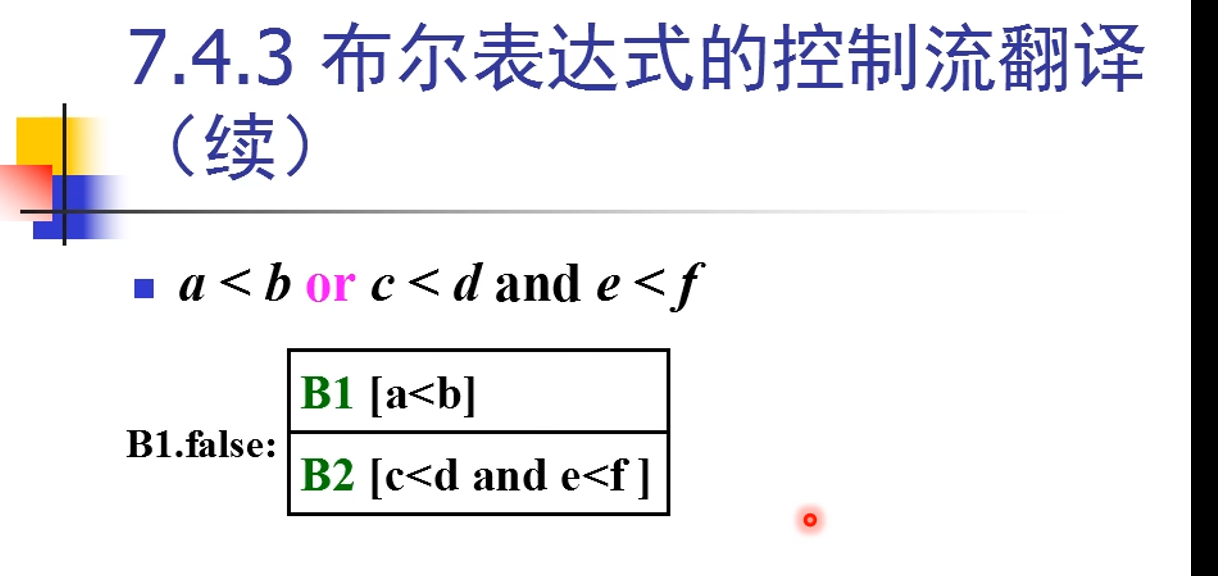 7.4.3 布尔表达式的控制流翻译
（续）
a < b or c < d and e < f
B1 [a<b]
B1.false:
B2 [c<d and e<f ]